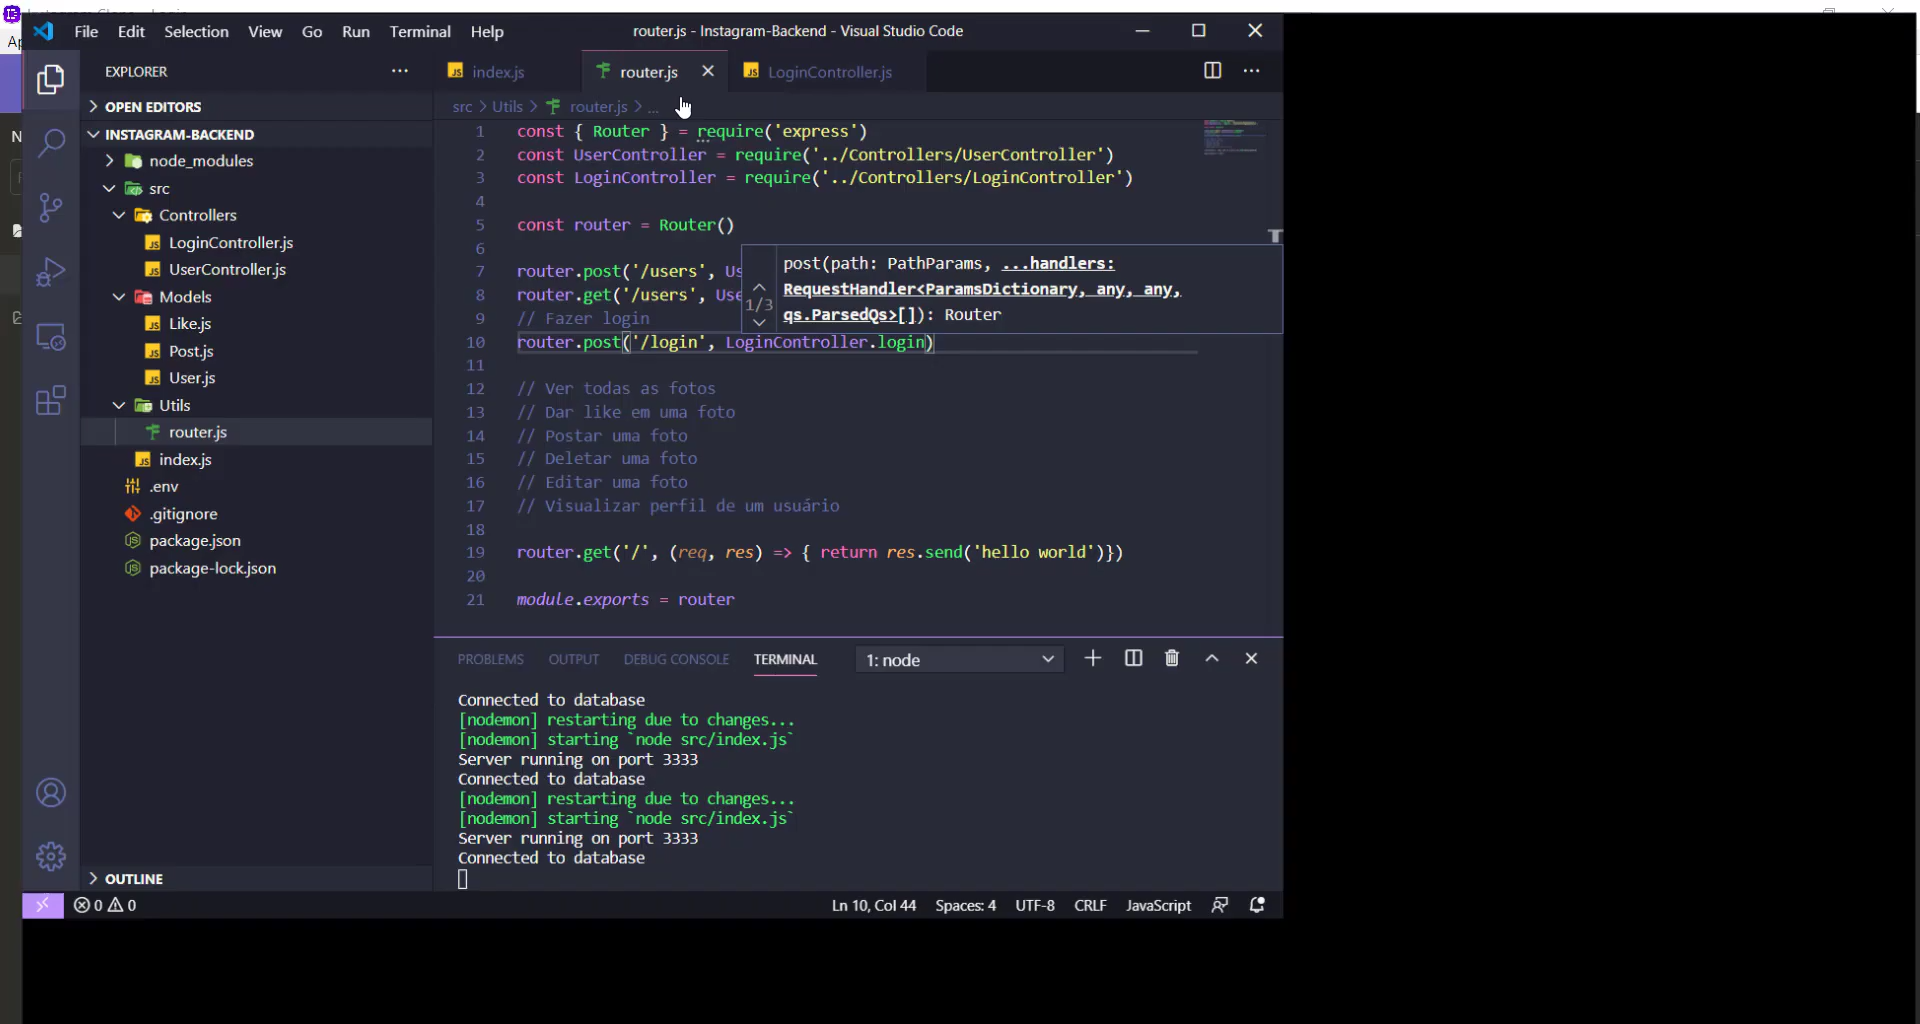 File Edit Selection View Go Run Terminal Help
router.js - Instagram-Backend - Visual Studio Code
EXPLORER
OPEN EDITORS
INSTAGRAM-BACKEND
node_modules
src
Controllers
LoginController.js
UserController.js
Models
Like.js
Post.js
User.js
Utils
router.js
index.js
.env
.gitignore
package.json
package-lock.json
OUTLINE
index.js router.js LoginController.js
src > Utils > router.js > ...
1 const { Router } = require('express')
2 const UserController = require('../Controllers/UserController')
3 const LoginController = require('../Controllers/LoginController')
4
5 const router = Router()
6
7 router.post('/users', Us
8 router.get('/users', Use
9 // Fazer login
10 router.post('/login', LoginController.login)
11
12 // Ver todas as fotos
13 // Dar like em uma foto
14 // Postar uma foto
15 // Deletar uma foto
16 // Editar uma foto
17 // Visualizar perfil de um usuário
18
19 router.get('/', (req, res) => { return res.send('hello world')})
20
21 module.exports = router
1/3
post(path: PathParams, ...handlers:
RequestHandler<ParamsDictionary, any, any,
qs.ParsedQs>[]): Router
PROBLEMS OUTPUT DEBUG CONSOLE TERMINAL 1: node
Connected to database
[nodemon] restarting due to changes...
[nodemon] starting `node src/index.js`
Server running on port 3333
Connected to database
[nodemon] restarting due to changes...
[nodemon] starting `node src/index.js`
Server running on port 3333
Connected to database
0 0 Ln 10, Col 44 Spaces: 4 UTF-8 CRLF JavaScript